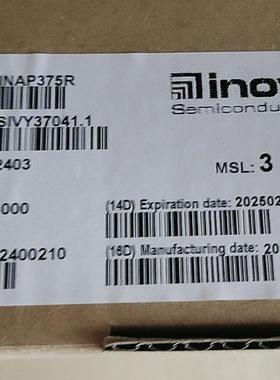 INAP375R
inov
Semicondu
SIVY37041.1
2403
MSL: 3
000
(14D) Expiration date: 202502
2400210
(16D) Manufacturing date: 20